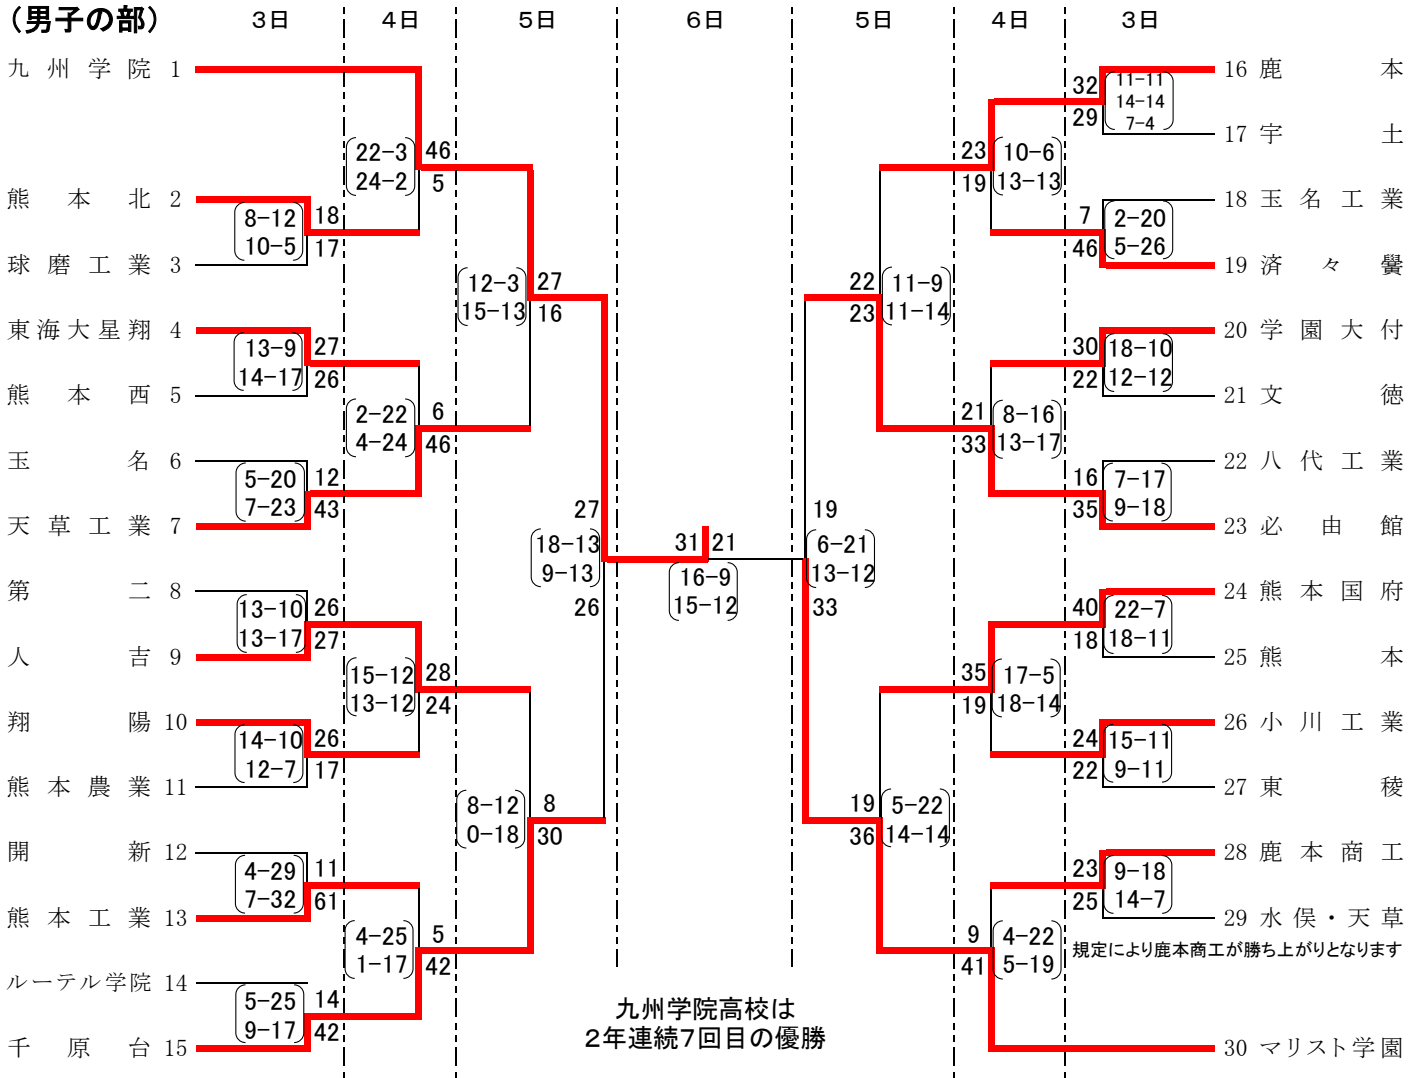 (男子の部)
3日 4日 5日 6日 5日 4日 3日
九州学院 1
熊本北 2
球磨工業 3
東海大星翔 4
熊本西 5
玉名 6
天草工業 7
第二 8
人吉 9
翔陽 10
熊本農業 11
開新 12
熊本工業 13
ルーテル学院 14
千原台 15
8-12 18
10-5 17
13-9 27
14-17 26
5-20 12
7-23 43
13-10 26
13-17 27
14-10 26
12-7 17
4-29 11
7-32 61
5-25 14
9-17 42
22-3 46
24-2 5
2-22 6
4-24 46
15-12 28
13-12 24
4-25 5
1-17 42
12-3 27
15-13 16
8-12 8
0-18 30
27
18-13
9-13
26
31 21
16-9
15-12
19
6-21
13-12
33
22 11-9
23 11-14
19 5-22
36 14-14
23 10-6
19 13-13
21 8-16
33 13-17
35 17-5
19 18-14
9 4-22
41 5-19
32 11-11
14-14
29 7-4
7 2-20
46 5-26
30 18-10
22 12-12
16 7-17
35 9-18
40 22-7
18 18-11
24 15-11
22 9-11
23 9-18
25 14-7
16 鹿本
17 宇土
18 玉名工業
19 済々黌
20 学園大付
21 文徳
22 八代工業
23 必由館
24 熊本国府
25 熊本
26 小川工業
27 東稜
28 鹿本商工
29 水俣・天草
規定により鹿本商工が勝ち上がりとなります
30 マリスト学園
九州学院高校は
2年連続7回目の優勝